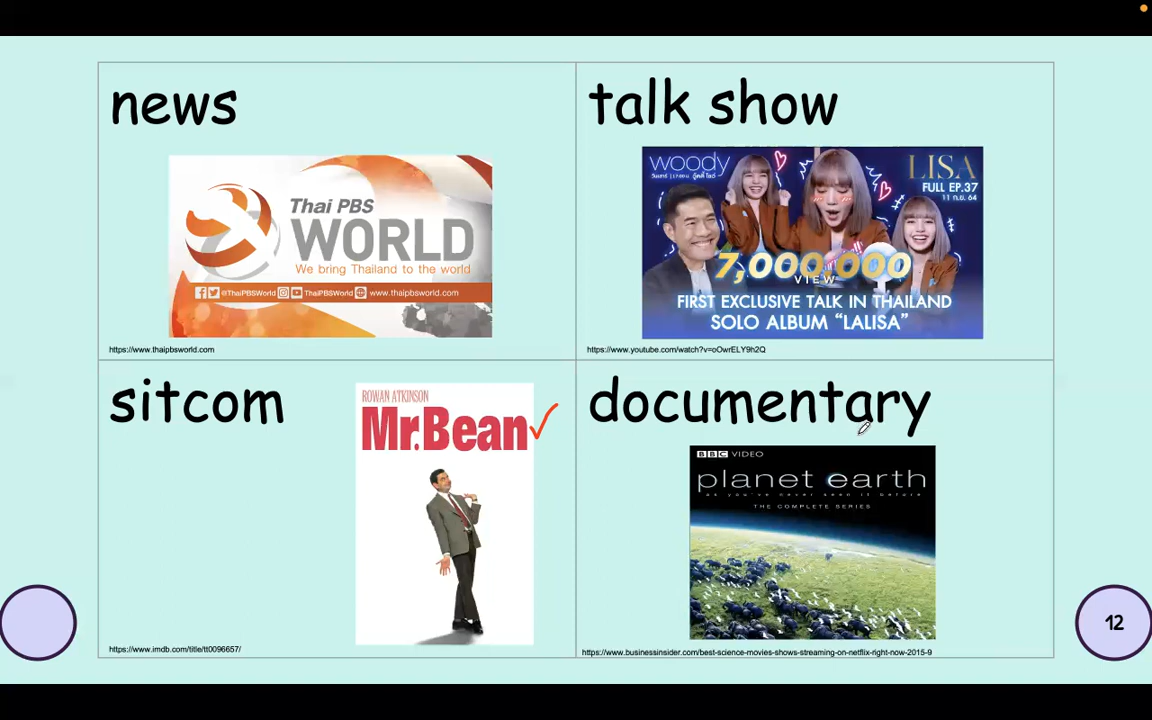 news
Thai PBS
WORLD
We bring Thailand to the world
@ThaiPBSWorld ThaiPBSWorld www.thaipbsworld.com
https://www.thaipbsworld.com
talk show
woody
LISA
FULL EP.37
11 ก.ย. 64
7,000,000
VIEW
FIRST EXCLUSIVE TALK IN THAILAND
SOLO ALBUM “LALISA”
https://www.youtube.com/watch?v=oOwrELY9h2Q
sitcom
ROWAN ATKINSON
Mr. Bean
https://www.imdb.com/title/tt0096657/
documentary
BBC VIDEO
planet earth
as you've never seen it before
THE COMPLETE SERIES
https://www.businessinsider.com/best-science-movies-shows-streaming-on-netflix-right-now-2015-9
12